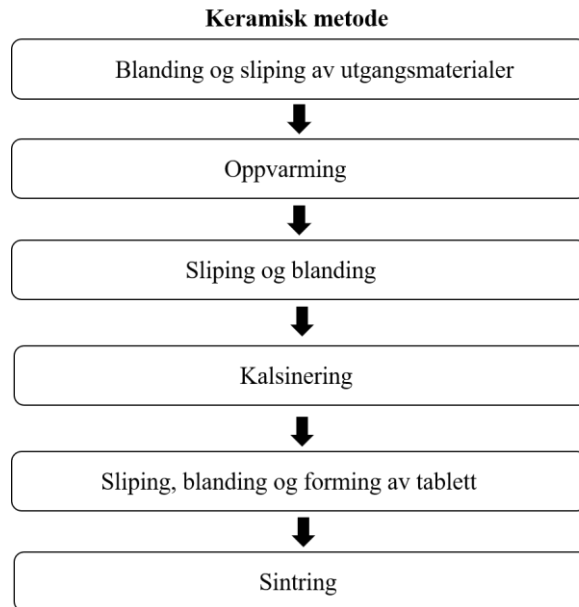 Keramisk metode
Blanding og sliping av utgangsmaterialer
Oppvarming
Sliping og blanding
Kalsinering
Sliping, blanding og forming av tablett
Sintring